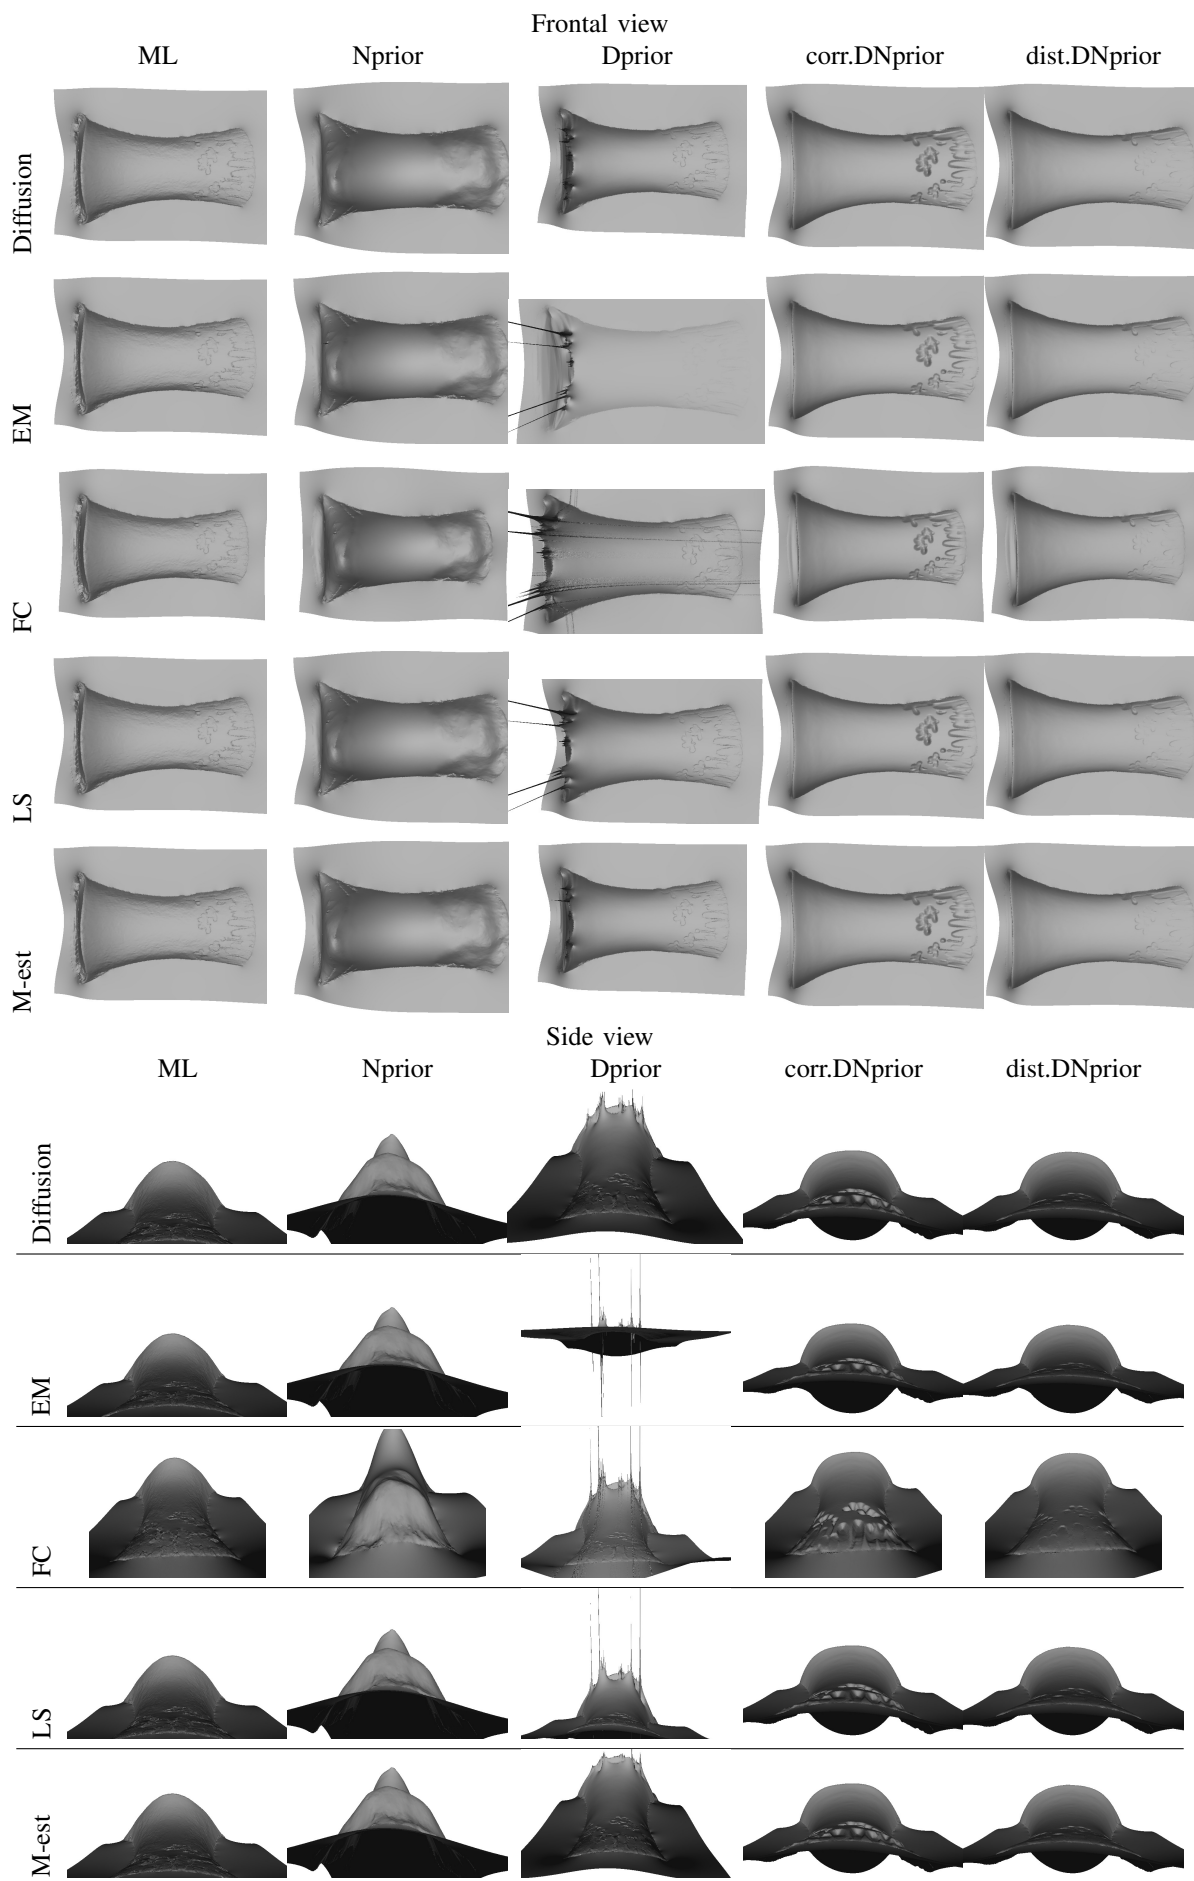 Frontal view
ML Nprior Dprior corr.DNprior dist.DNprior
Diffusion
EM
FC
LS
M-est
Side view
ML Nprior Dprior corr.DNprior dist.DNprior
Diffusion
EM
FC
LS
M-est